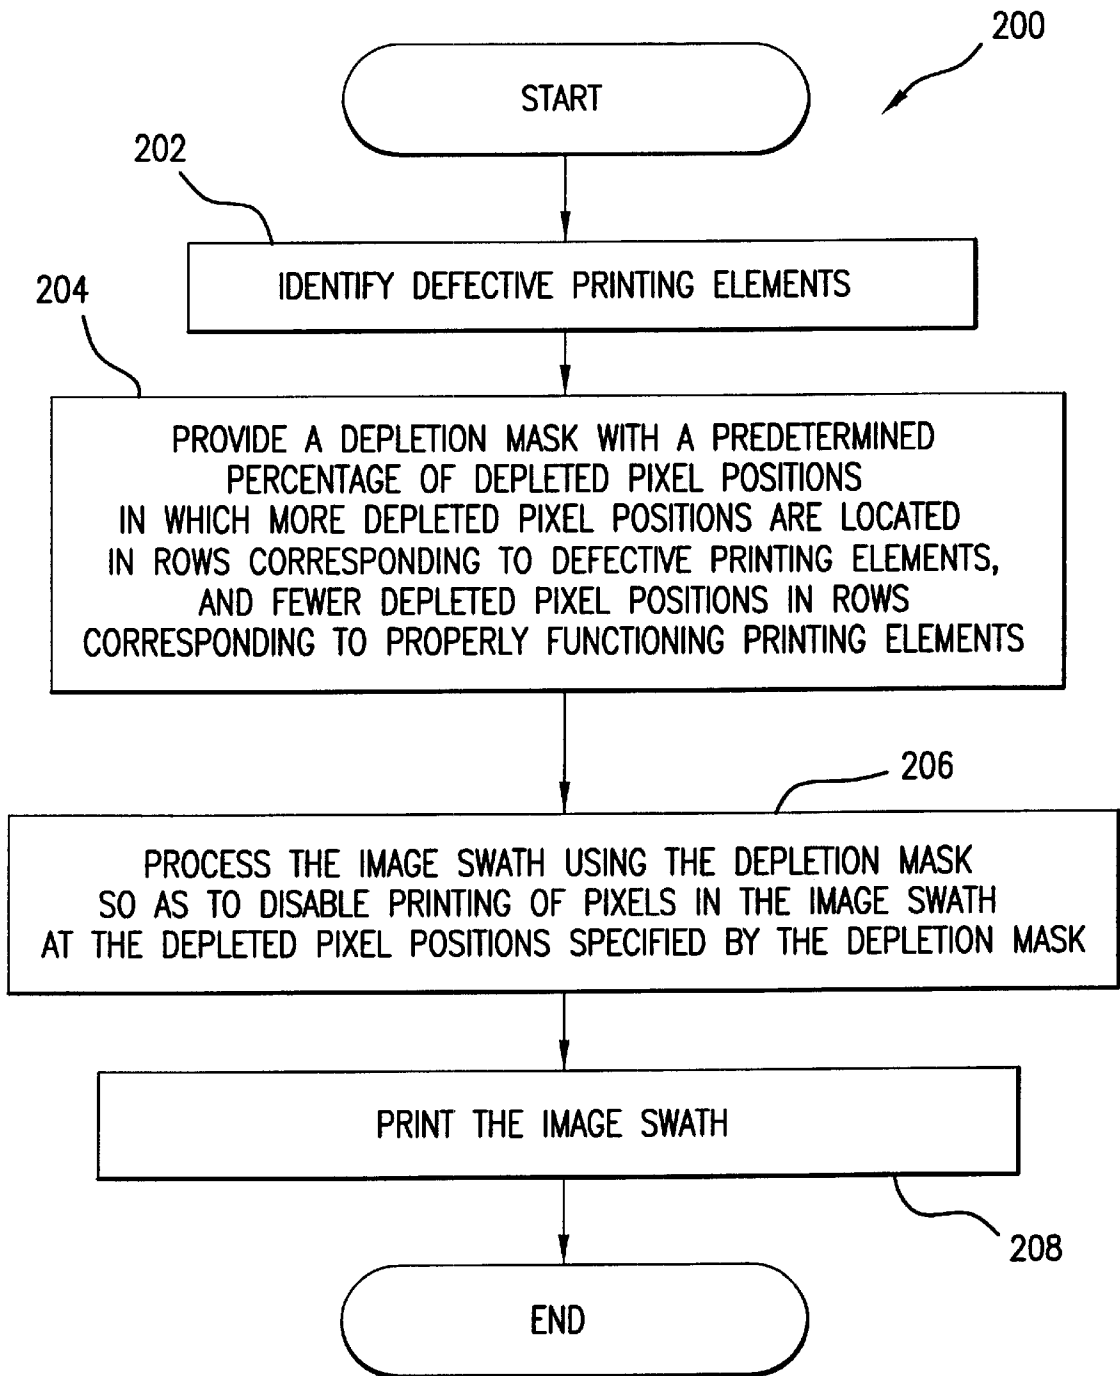 200
START
202
IDENTIFY DEFECTIVE PRINTING ELEMENTS
204
PROVIDE A DEPLETION MASK WITH A PREDETERMINED
PERCENTAGE OF DEPLETED PIXEL POSITIONS
IN WHICH MORE DEPLETED PIXEL POSITIONS ARE LOCATED
IN ROWS CORRESPONDING TO DEFECTIVE PRINTING ELEMENTS,
AND FEWER DEPLETED PIXEL POSITIONS IN ROWS
CORRESPONDING TO PROPERLY FUNCTIONING PRINTING ELEMENTS
206
PROCESS THE IMAGE SWATH USING THE DEPLETION MASK
SO AS TO DISABLE PRINTING OF PIXELS IN THE IMAGE SWATH
AT THE DEPLETED PIXEL POSITIONS SPECIFIED BY THE DEPLETION MASK
PRINT THE IMAGE SWATH
208
END